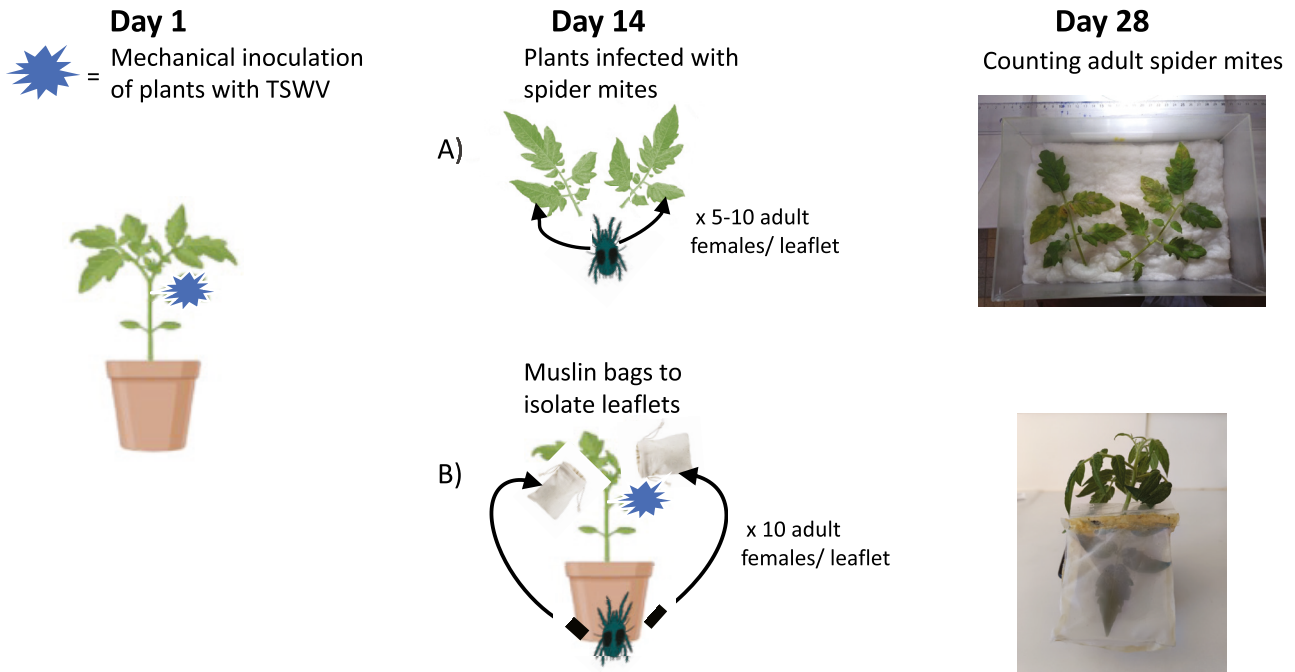 Day 1
Mechanical inoculation
=
of plants with TSWV
Day 14
Plants infected with
spider mites
A)
x 5-10 adult
females/ leaflet
Muslin bags to
isolate leaflets
B)
x 10 adult
females/ leaflet
Day 28
Counting adult spider mites